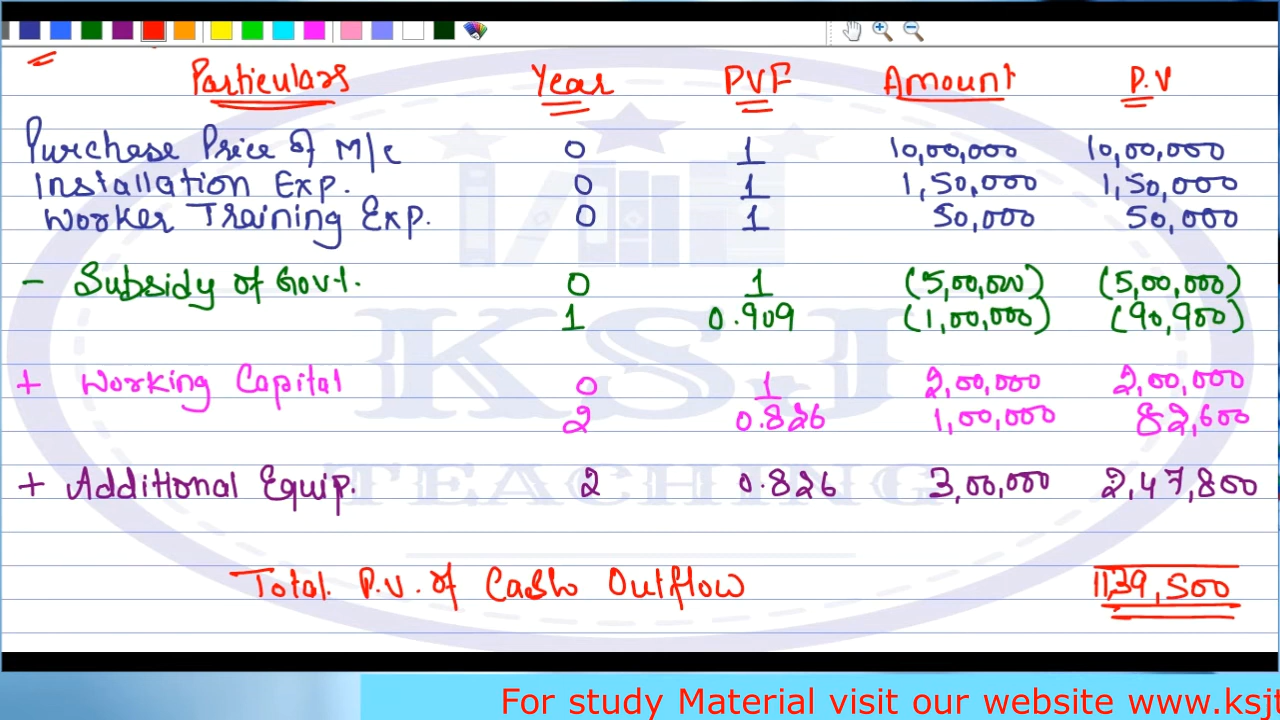 Particulars Year PVF Amount P.V
Purchase Price of M/c 0 1 10,00,000 10,00,000
Installation Exp. 0 1 1,50,000 1,50,000
Worker Training Exp. 0 1 50,000 50,000
- Subsidy of Govt. 0 1 (5,00,000) (5,00,000)
1 0.909 (1,00,000) (90,900)
+ Working Capital 0 1 2,00,000 2,00,000
2 0.826 1,00,000 82,600
+ Additional Equip. 2 0.826 3,00,000 2,47,800
Total P.V. of Cash Outflow 1139,500
KSJ
TEACHING
For study Material visit our website www.ksj